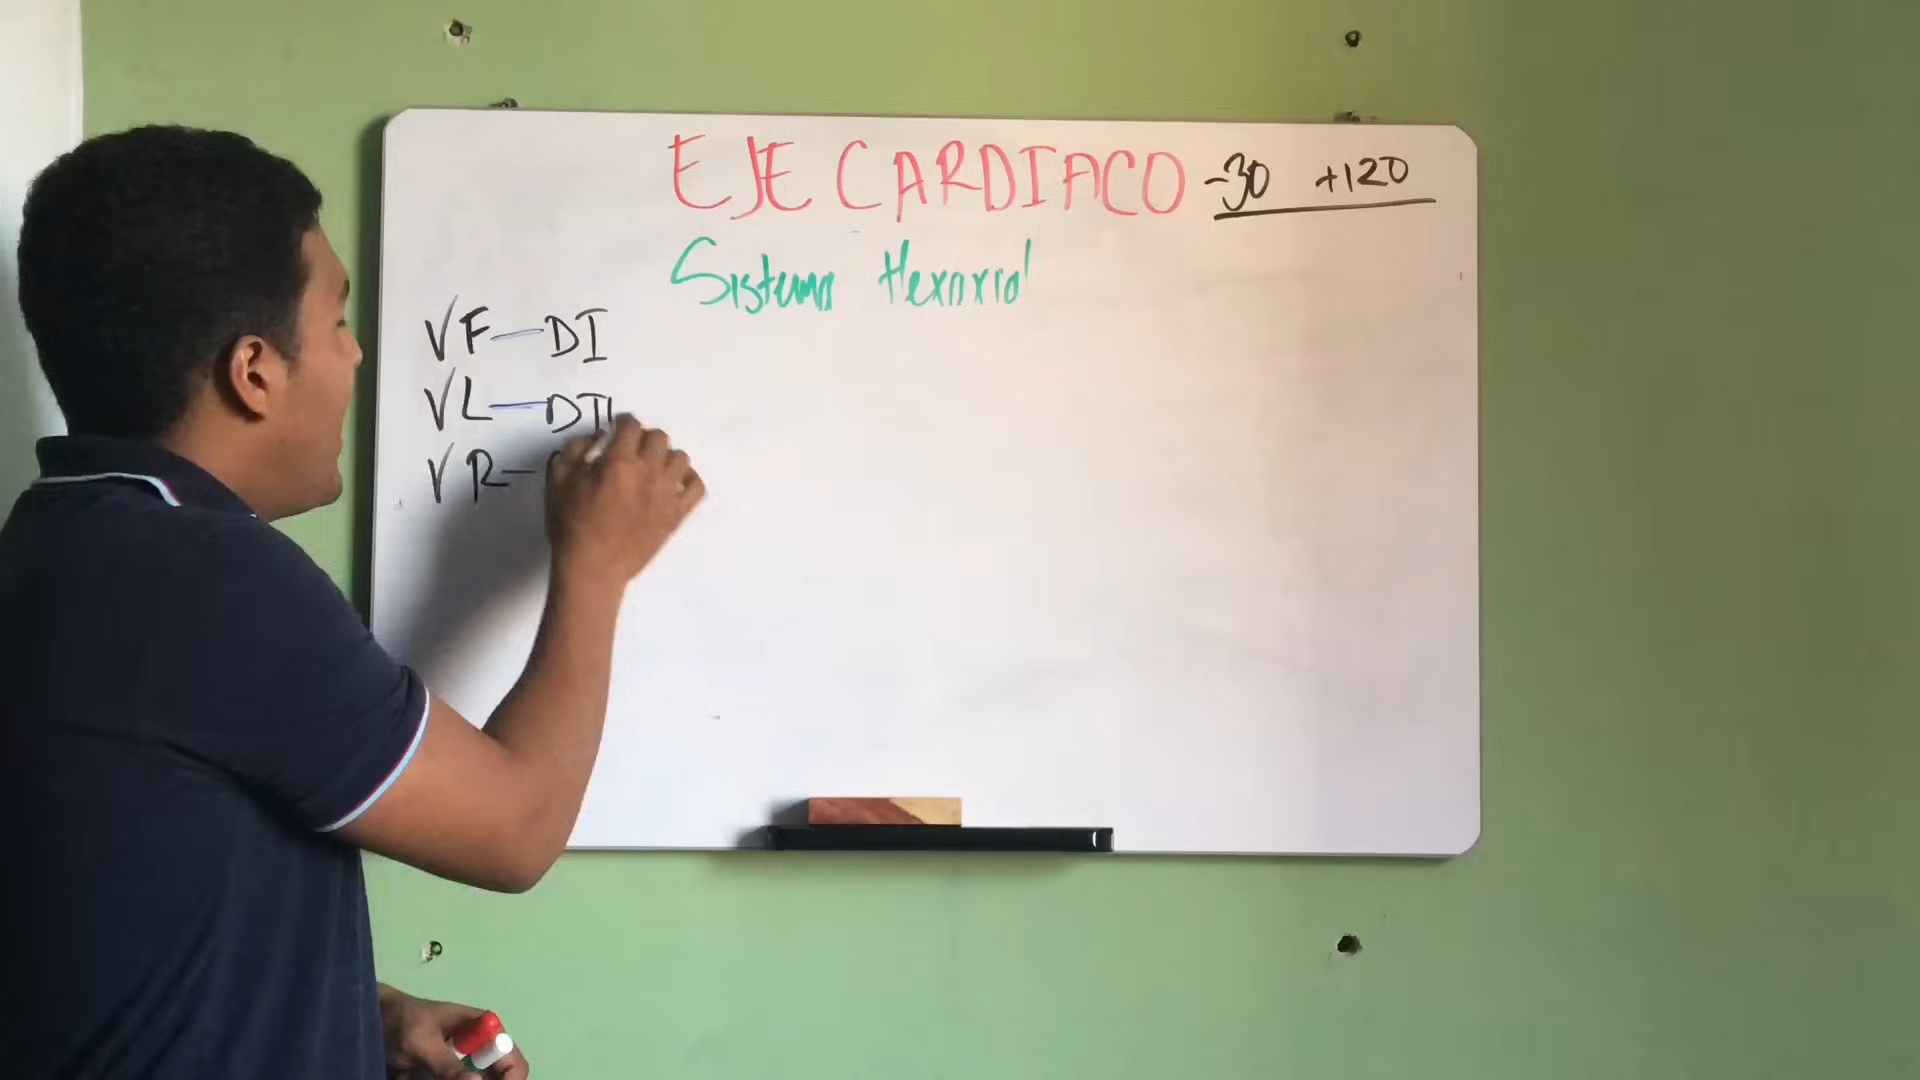 EJE CARDIACO -30 +120
Sistema Hexaxial
VF — DI
VL — DII
VR —